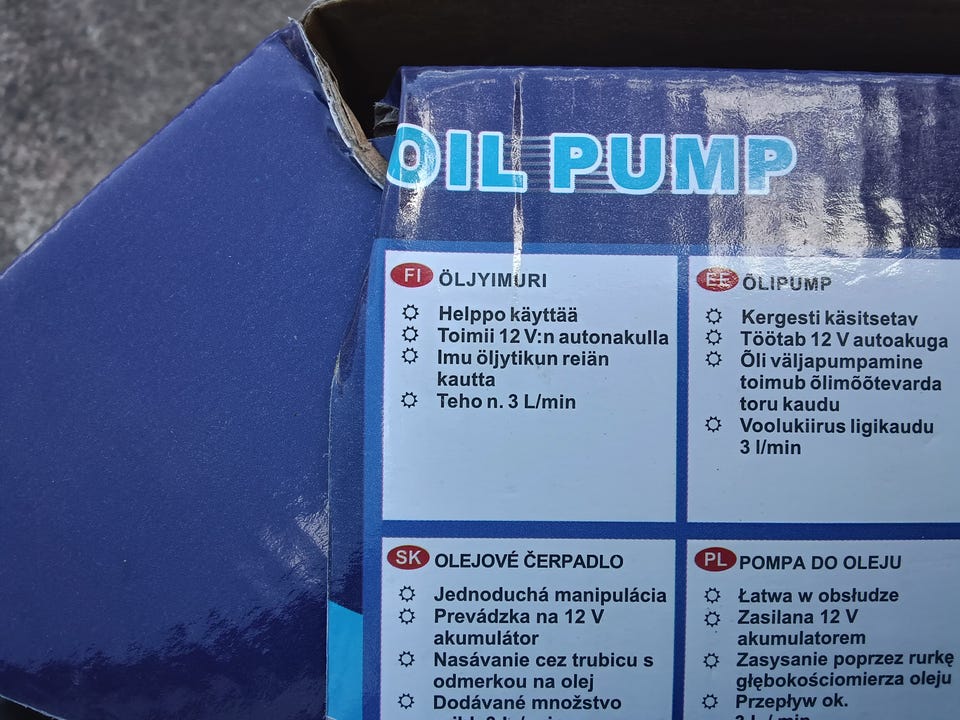 OIL PUMP
FI ÖLJYIMURI
Helppo käyttää
Toimii 12 V:n autonakulla
Imu öljytikun reiän
kautta
Teho n. 3 L/min
EE ÕLIPUMP
Kergesti käsitsetav
Töötab 12 V autoakuga
Õli väljapumpamine
toimub õlimõõtevarda
toru kaudu
Voolukiirus ligikaudu
3 l/min
SK OLEJOVÉ ČERPADLO
Jednoduchá manipulácia
Prevádzka na 12 V
akumulátor
Nasávanie cez trubicu s
odmerkou na olej
Dodávané množstvo
PL POMPA DO OLEJU
Łatwa w obsłudze
Zasilana 12 V
akumulatorem
Zasysanie poprzez rurkę
głębokościomierza oleju
Przepływ ok.